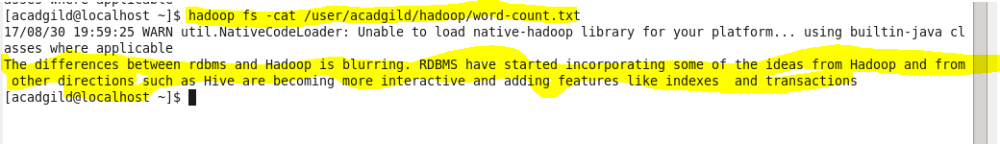 asses where applicable
[acadgild@localhost ~]$ hadoop fs -cat /user/acadgild/hadoop/word-count.txt
17/08/30 19:59:25 WARN util.NativeCodeLoader: Unable to load native-hadoop library for your platform... using builtin-java cl
asses where applicable
The differences between rdbms and Hadoop is blurring. RDBMS have started incorporating some of the ideas from Hadoop and from
 other directions such as Hive are becoming more interactive and adding features like indexes  and transactions
[acadgild@localhost ~]$